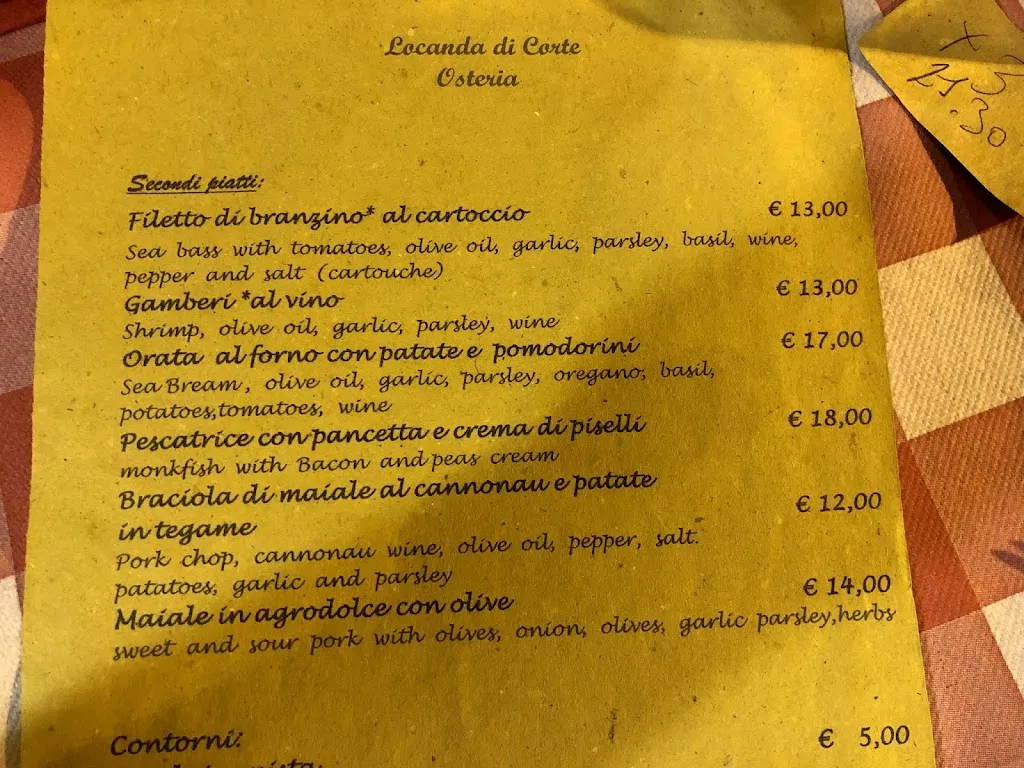 Locanda di Corte
Osteria
x 3
21.30
Secondi piatti:
Filetto di branzino* al cartoccio € 13,00
Sea bass with tomatoes, olive oil, garlic, parsley, basil, wine,
pepper and salt (cartouche)
Gamberi *al vino € 13,00
Shrimp, olive oil, garlic, parsley, wine
Orata al forno con patate e pomodorini € 17,00
Sea Bream, olive oil, garlic, parsley, oregano, basil,
potatoes,tomatoes, wine
Pescatrice con pancetta e crema di piselli € 18,00
monkfish with Bacon and peas cream
Braciola di maiale al cannonau e patate
in tegame € 12,00
Pork chop, cannonau wine, olive oil, pepper, salt.
patatoes, garlic and parsley
Maiale in agrodolce con olive € 14,00
sweet and sour pork with olives, onion, olives, garlic parsley,herbs
Contorni: € 5,00